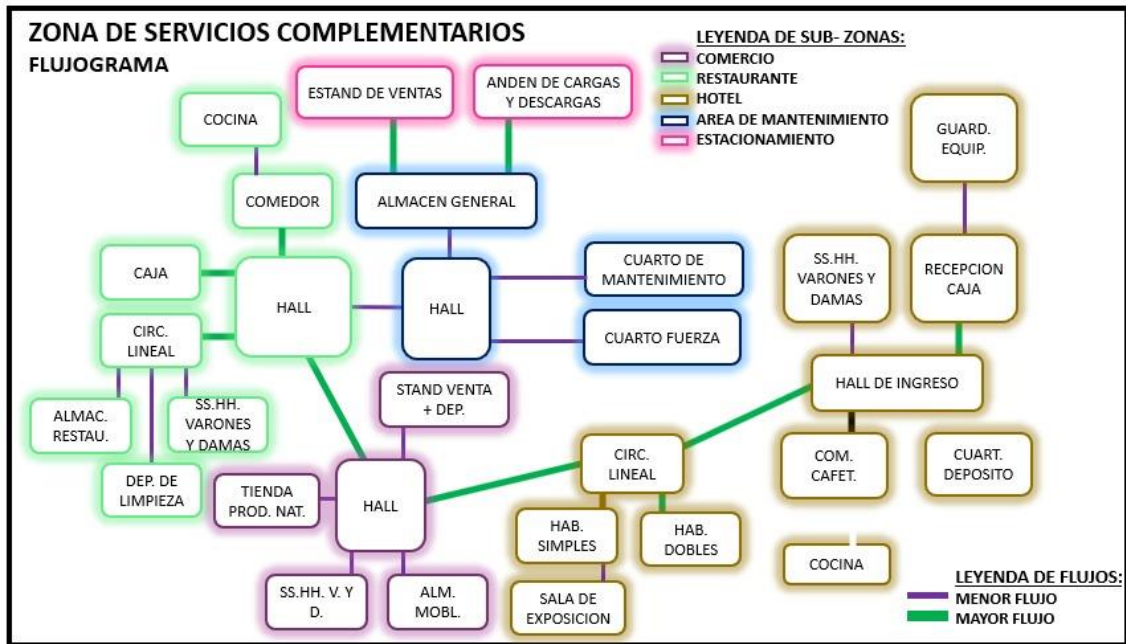 ZONA DE SERVICIOS COMPLEMENTARIOS
FLUJOGRAMA
LEYENDA DE SUB- ZONAS:
COMERCIO
RESTAURANTE
HOTEL
AREA DE MANTENIMIENTO
ESTACIONAMIENTO
ESTAND DE VENTAS
ANDEN DE CARGAS
Y DESCARGAS
COCINA
GUARD.
EQUIP.
COMEDOR
ALMACEN GENERAL
CAJA
HALL
HALL
CUARTO DE
MANTENIMIENTO
SS.HH.
VARONES Y
DAMAS
RECEPCION
CAJA
CIRC.
LINEAL
CUARTO FUERZA
STAND VENTA
+ DEP.
HALL DE INGRESO
ALMAC.
RESTAU.
SS.HH.
VARONES
Y DAMAS
DEP. DE
LIMPIEZA
TIENDA
PROD. NAT.
HALL
CIRC.
LINEAL
COM.
CAFET.
CUART.
DEPOSITO
HAB.
SIMPLES
HAB.
DOBLES
COCINA
SS.HH. V. Y
D.
ALM.
MOBL.
SALA DE
EXPOSICION
LEYENDA DE FLUJOS:
MENOR FLUJO
MAYOR FLUJO